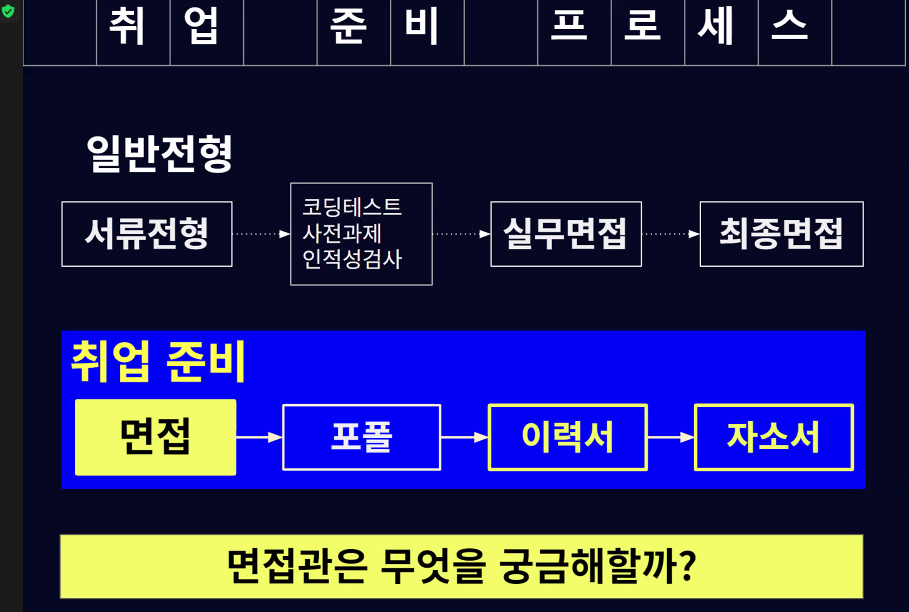 취업 준비 프로세스
일반전형
서류전형
코딩테스트
사전과제
인적성검사
실무면접
최종면접
취업 준비
면접
포폴
이력서
자소서
면접관은 무엇을 궁금해할까?